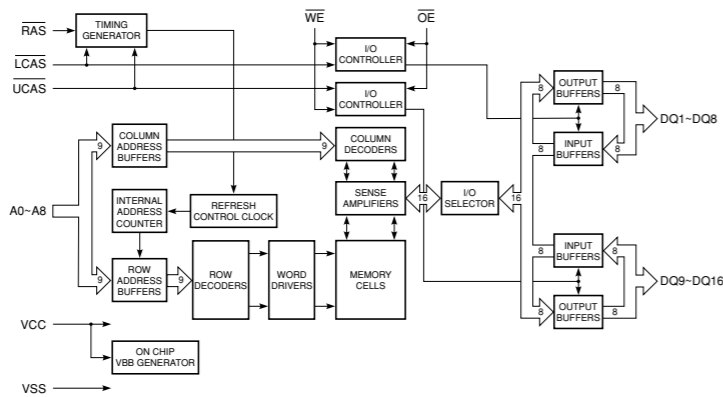 RAS
TIMING
GENERATOR
WE
OE
LCAS
I/O
CONTROLLER
UCAS
I/O
CONTROLLER
8
OUTPUT
BUFFERS
8
DQ1~DQ8
8
INPUT
BUFFERS
8
COLUMN
ADDRESS
BUFFERS
9
9
COLUMN
DECODERS
A0~A8
INTERNAL
ADDRESS
COUNTER
REFRESH
CONTROL CLOCK
SENSE
AMPLIFIERS
16
I/O
SELECTOR
16
9
ROW
ADDRESS
BUFFERS
9
ROW
DECODERS
WORD
DRIVERS
MEMORY
CELLS
8
INPUT
BUFFERS
8
DQ9~DQ16
8
OUTPUT
BUFFERS
8
VCC
ON CHIP
VBB GENERATOR
VSS